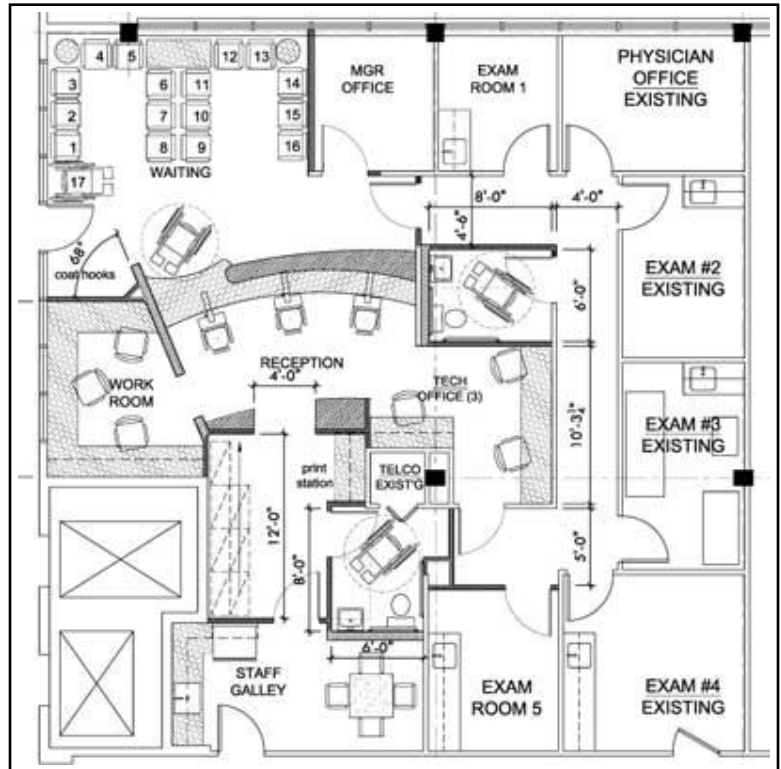 4
5
12
13
3
2
1
17
6
7
8
11
10
9
14
15
16
WAITING
MGR
OFFICE
EXAM
ROOM 1
PHYSICIAN
OFFICE
EXISTING
8'-0"
4'-0"
4'-6"
68"
coat hooks
EXAM #2
EXISTING
6'-0"
RECEPTION
4'-0"
WORK
ROOM
TECH
OFFICE (3)
10'-3¾"
EXAM #3
EXISTING
print
station
TELCO
EXIST'G
12'-0"
8'-0"
5'-0"
6'-0"
STAFF
GALLEY
EXAM
ROOM 5
EXAM #4
EXISTING